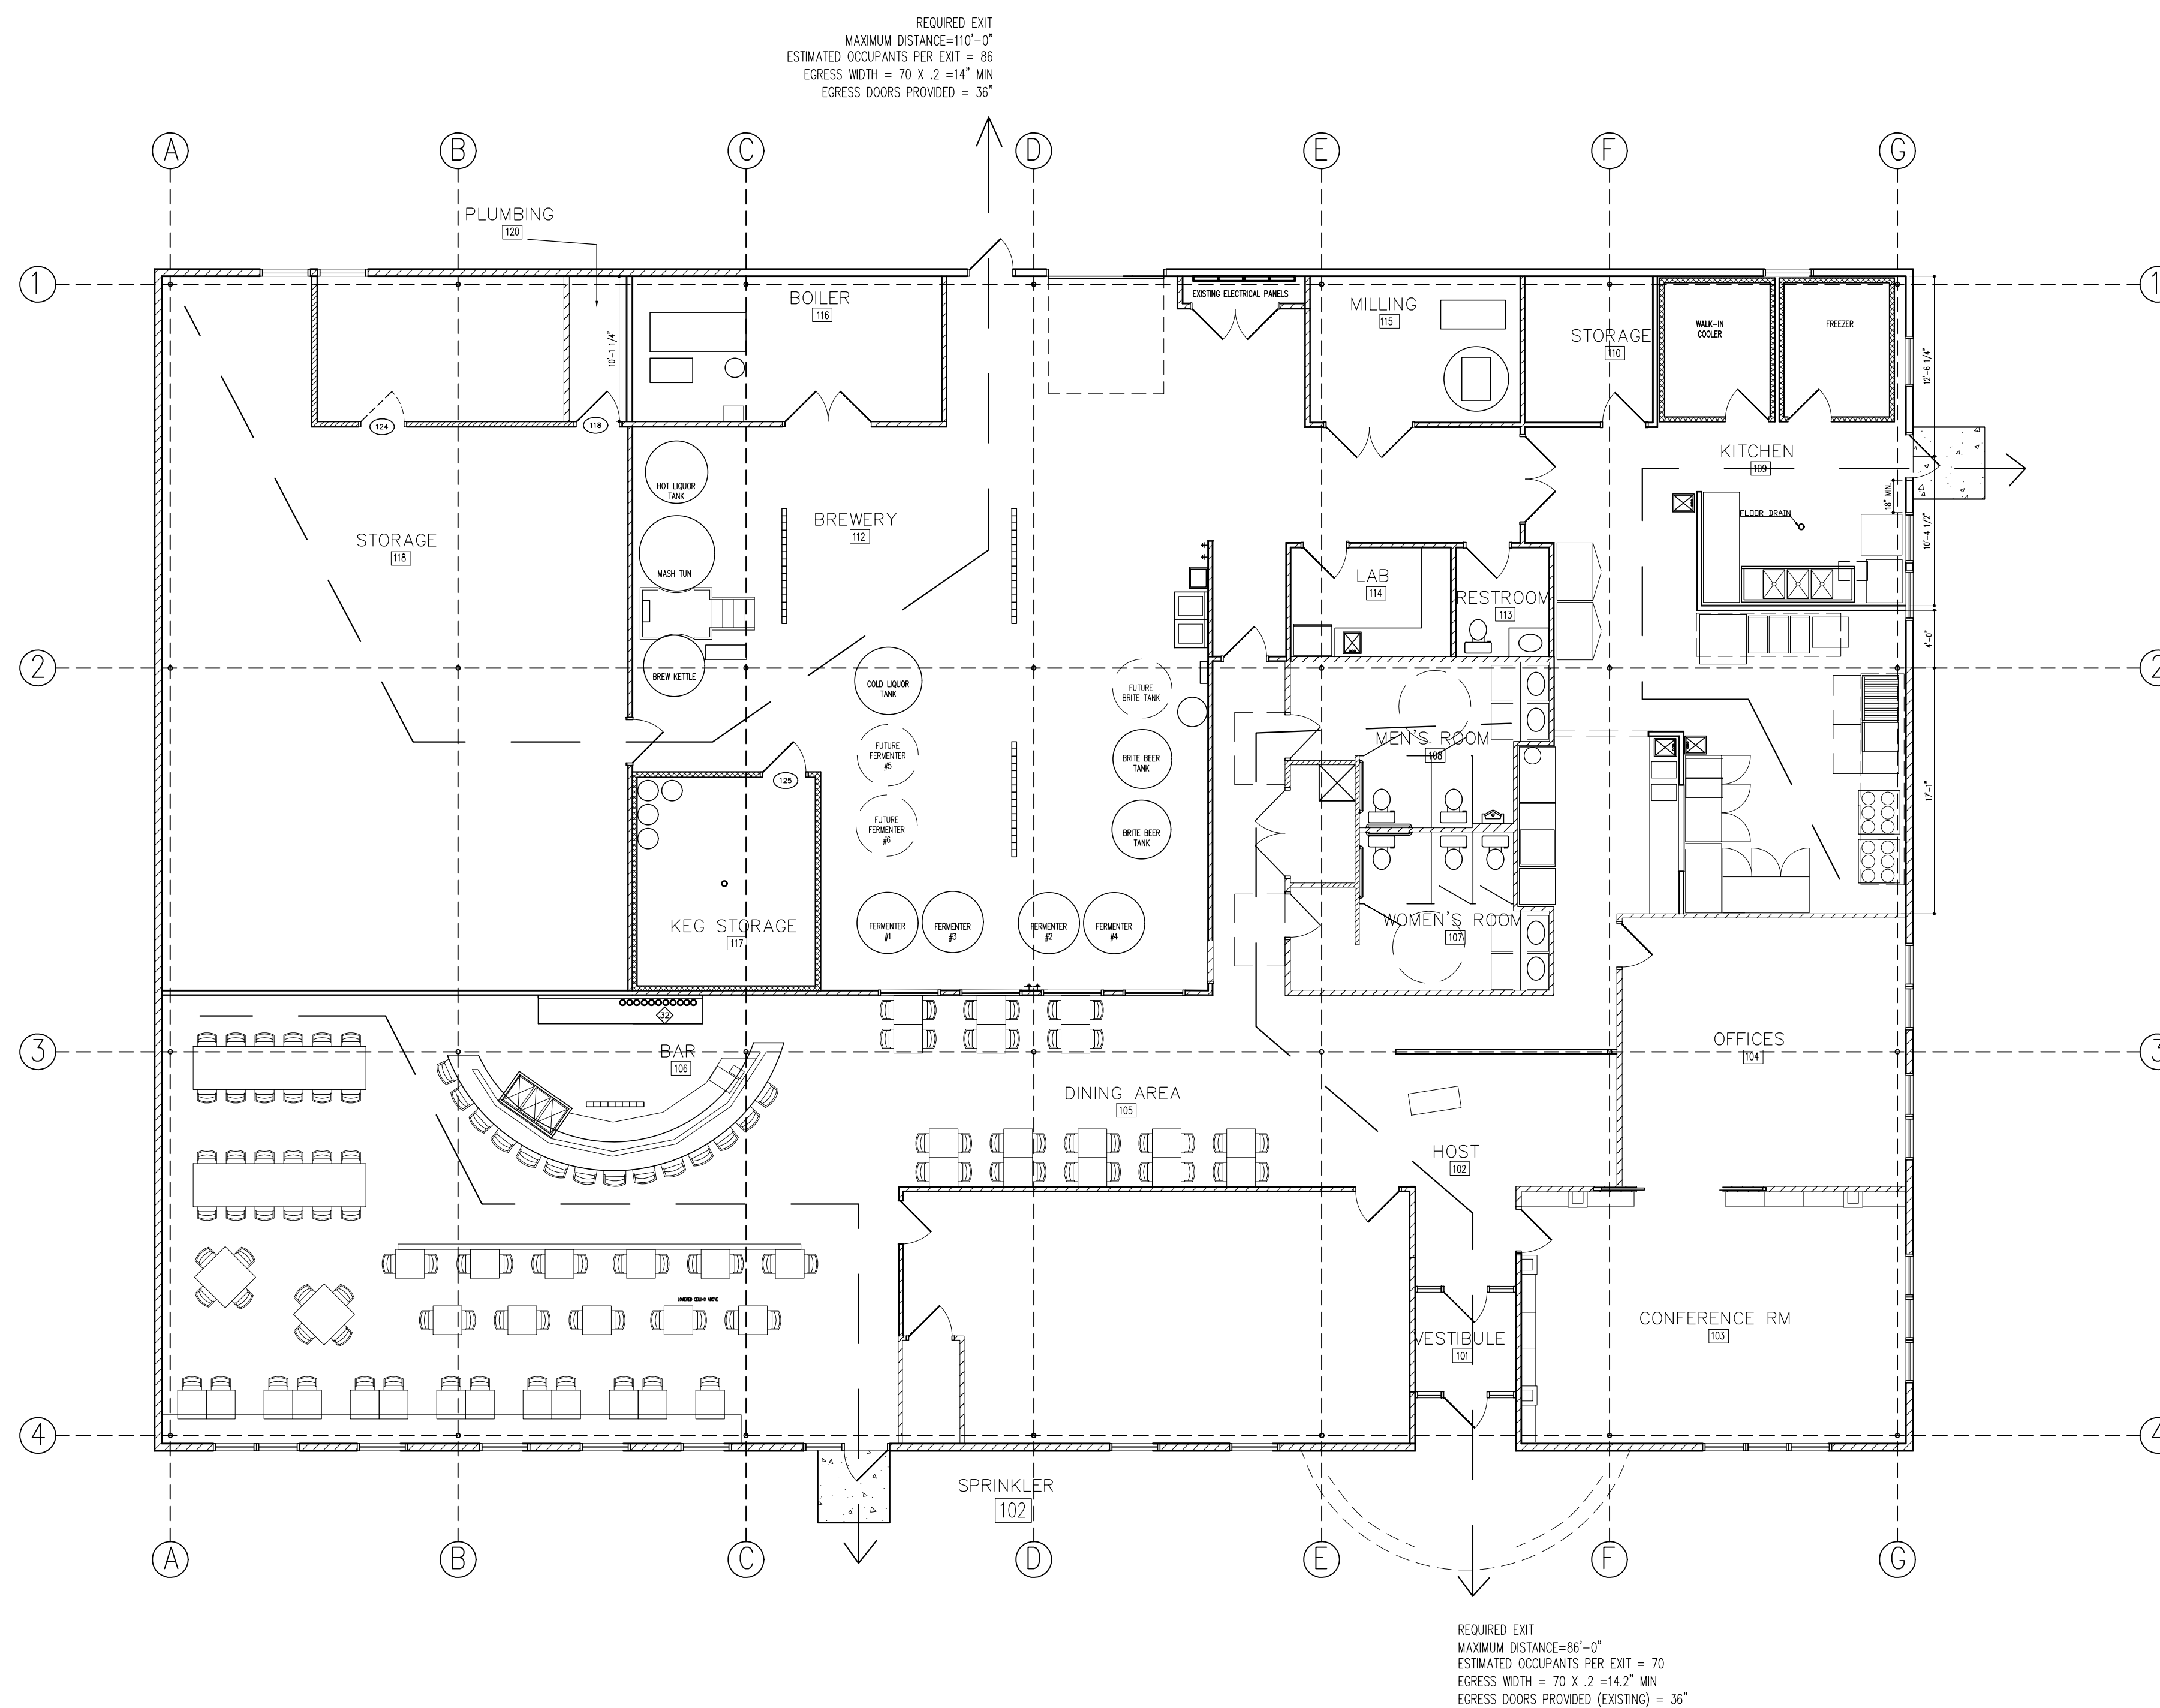 REQUIRED EXIT
MAXIMUM DISTANCE=110'-0"
ESTIMATED OCCUPANTS PER EXIT = 86
EGRESS WIDTH = 70 X .2 =14" MIN
EGRESS DOORS PROVIDED = 36"
A
B
C
D
E
F
G
PLUMBING
120
1
1
BOILER
116
EXISTING ELECTRICAL PANELS
MILLING
115
STORAGE
110
WALK-IN
COOLER
FREEZER
10'-1 1/4"
12'-6 1/4"
124
118
KITCHEN
109
HOT LIQUOR
TANK
18" MIN.
BREWERY
112
FLOOR DRAIN
10'-4 1/2"
STORAGE
118
MASH TUN
LAB
114
RESTROOM
113
4'-0"
2
2
BREW KETTLE
COLD LIQUOR
TANK
FUTURE
BRITE TANK
FUTURE
FERMENTER
#5
MEN'S ROOM
108
BRITE BEER
TANK
125
17'-1"
FUTURE
FERMENTER
#6
BRITE BEER
TANK
KEG STORAGE
117
FERMENTER
#1
FERMENTER
#3
FERMENTER
#2
FERMENTER
#4
WOMEN'S ROOM
107
32
3
3
BAR
106
OFFICES
104
DINING AREA
105
HOST
102
LOWERED CEILING ABOVE
CONFERENCE RM
103
VESTIBULE
101
4
4
SPRINKLER
102
A
B
C
D
E
F
G
REQUIRED EXIT
MAXIMUM DISTANCE=86'-0"
ESTIMATED OCCUPANTS PER EXIT = 70
EGRESS WIDTH = 70 X .2 =14.2" MIN
EGRESS DOORS PROVIDED (EXISTING) = 36"